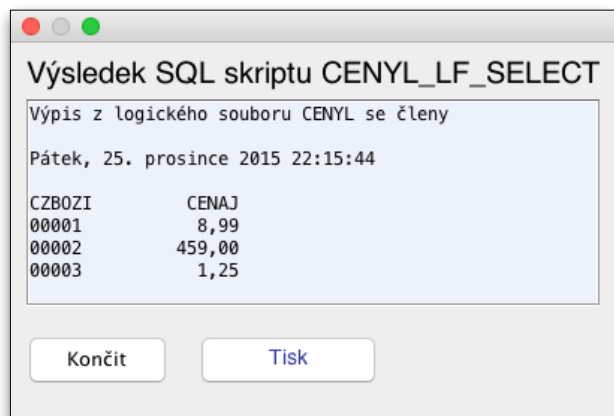 Výsledek SQL skriptu CENYL_LF_SELECT
Výpis z logického souboru CENYL se členy
Pátek, 25. prosince 2015 22:15:44
CZBOZI CENAJ
00001 8,99
00002 459,00
00003 1,25
Končit Tisk